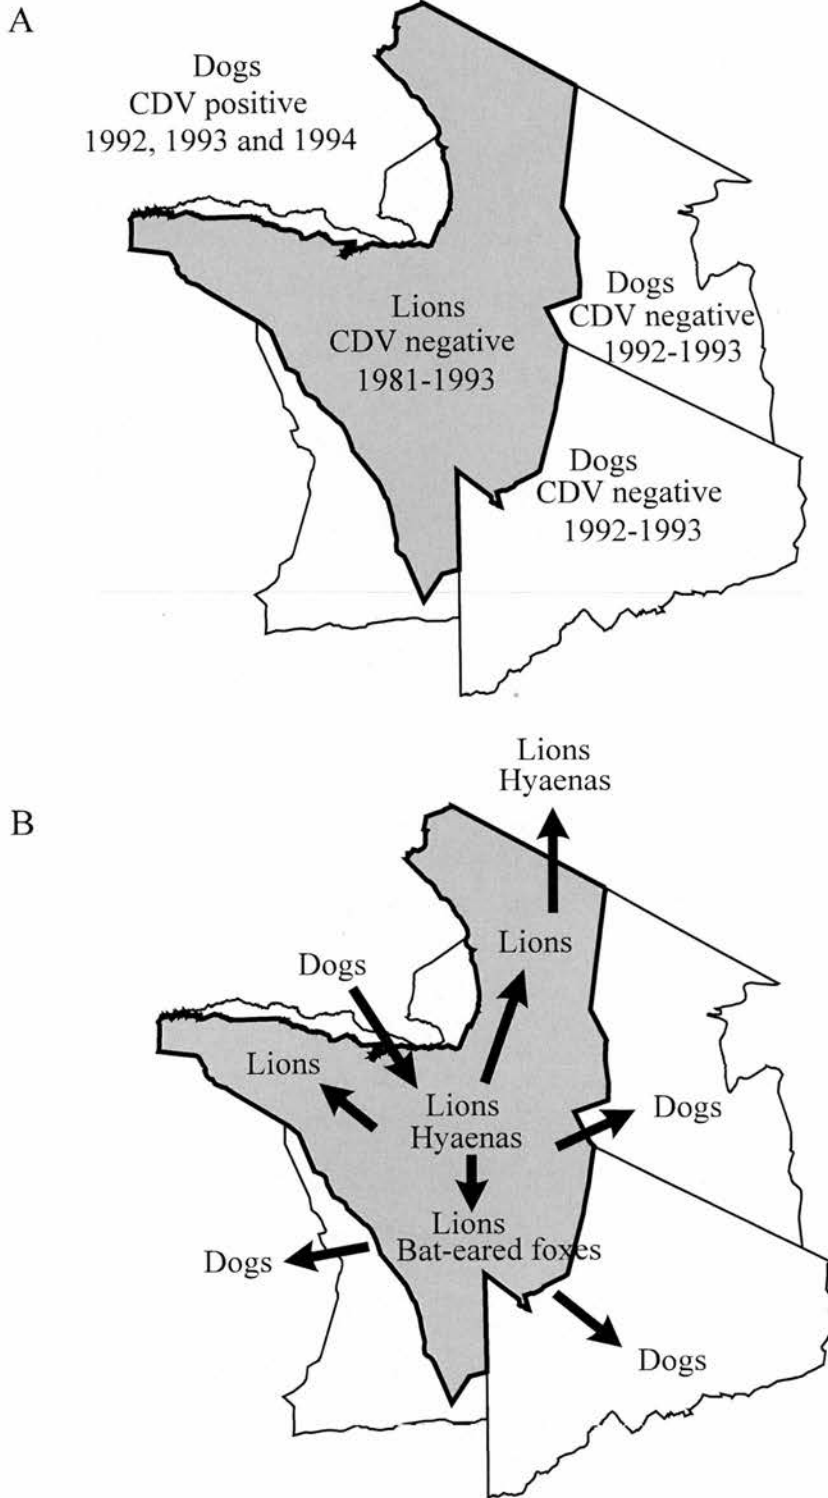 A
Dogs
CDV positive
1992, 1993 and 1994
Lions
CDV negative
1981-1993
Dogs
CDV negative
1992-1993
Dogs
CDV negative
1992-1993
B
Lions
Hyaenas
Lions
Dogs
Lions
Lions
Hyaenas
Dogs
Lions
Bat-eared foxes
Dogs
Dogs